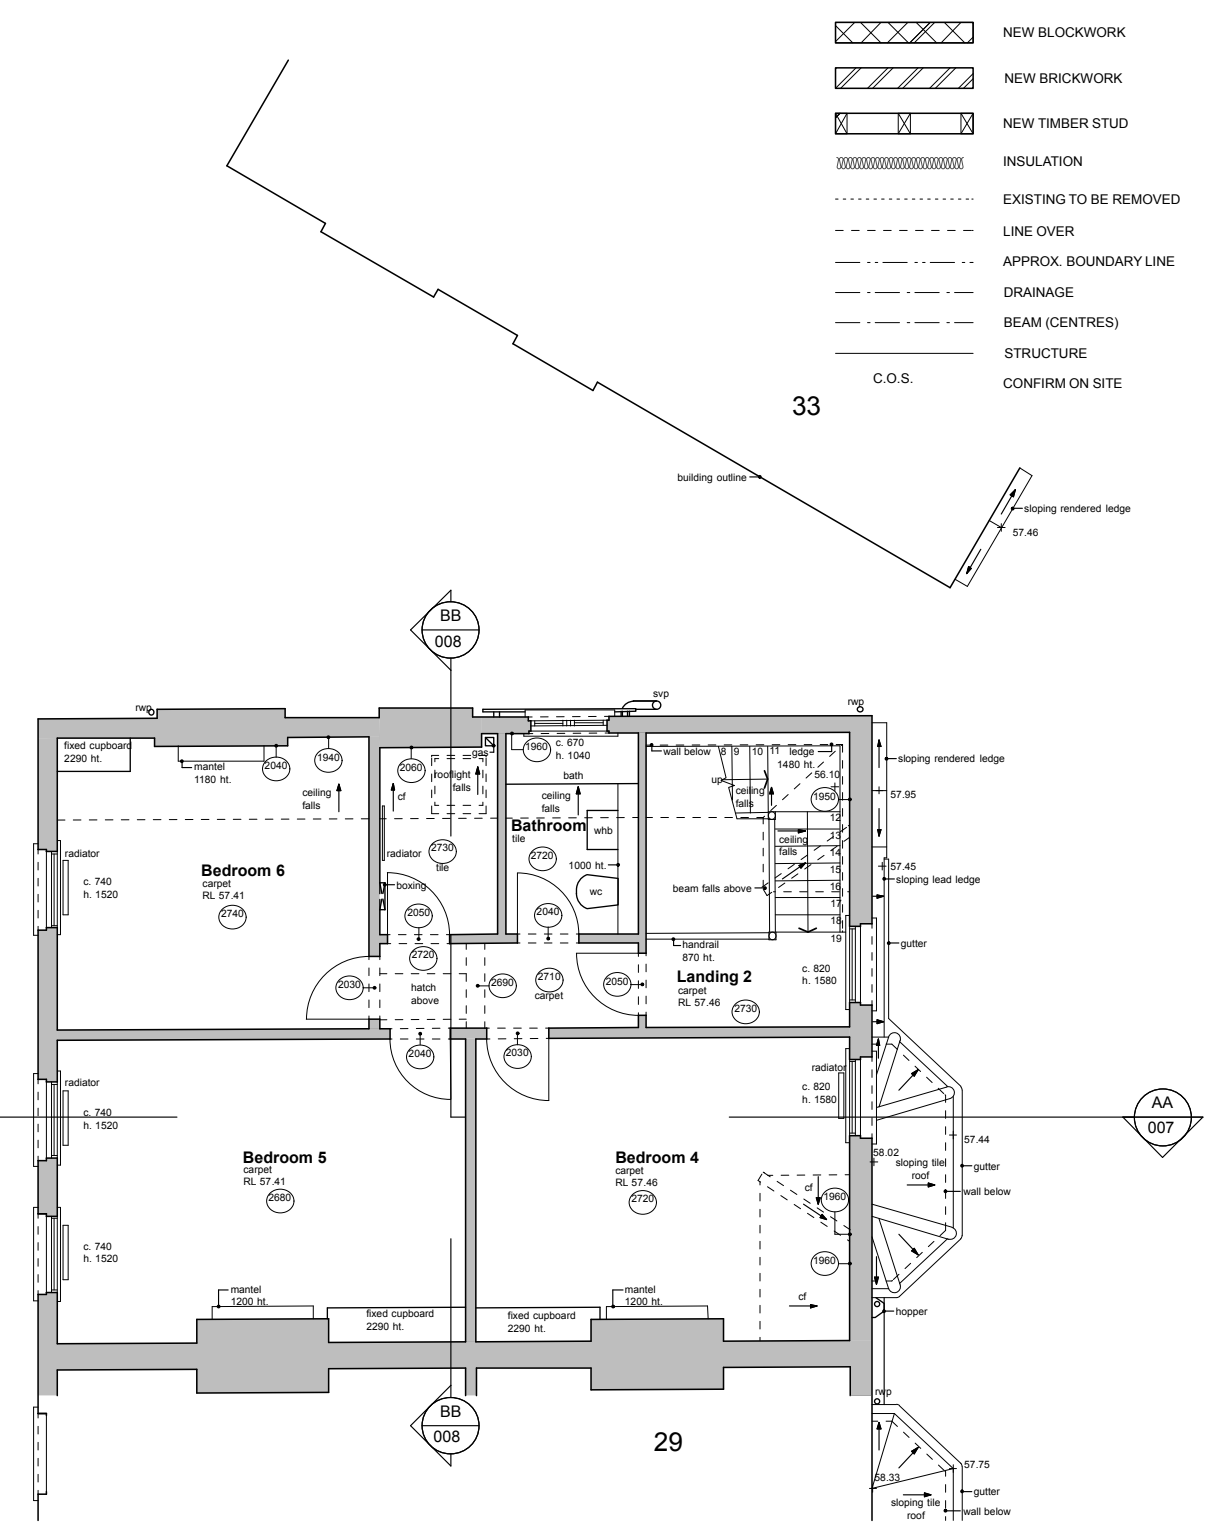 NEW BLOCKWORK
NEW BRICKWORK
NEW TIMBER STUD
INSULATION
EXISTING TO BE REMOVED
LINE OVER
APPROX. BOUNDARY LINE
DRAINAGE
BEAM (CENTRES)
STRUCTURE
C.O.S.
CONFIRM ON SITE
33
building outline
sloping rendered ledge
57.46
BB
008
rwp
svp
rwp
fixed cupboard
2290 ht.
mantel
1180 ht.
2040
1940
ceiling
falls
radiator
c. 740
h. 1520
Bedroom 6
carpet
RL 57.41
2740
2060
gas
rooflight
falls
cf
radiator
2730
tile
boxing
2050
1960
c. 670
h. 1040
bath
ceiling
falls
Bathroom
tile
whb
2720
1000 ht.
wc
2040
wall below
8
9
10
11
ledge
1480 ht.
56.10
up
ceiling
falls
1950
12
13
14
15
16
17
18
19
ceiling
falls
beam falls above
handrail
870 ht.
Landing 2
carpet
RL 57.46
2730
c. 820
h. 1580
2030
2720
hatch
above
2690
2710
carpet
2050
2040
2030
sloping rendered ledge
57.95
57.45
sloping lead ledge
gutter
radiator
c. 740
h. 1520
Bedroom 5
carpet
RL 57.41
2680
c. 740
h. 1520
mantel
1200 ht.
fixed cupboard
2290 ht.
radiator
c. 820
h. 1580
Bedroom 4
carpet
RL 57.46
2720
cf
1960
1960
cf
mantel
1200 ht.
fixed cupboard
2290 ht.
AA
007
57.44
58.02
sloping tile
roof
gutter
wall below
hopper
rwp
BB
008
29
57.75
58.33
gutter
sloping tile
roof
wall below